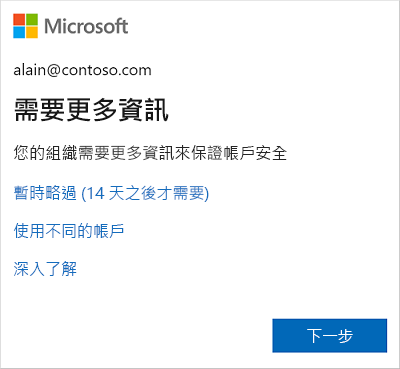 Microsoft
alain@contoso.com
需要更多資訊
您的組織需要更多資訊來保證帳戶安全
暫時略過 (14 天之後才需要)
使用不同的帳戶
深入了解
下一步